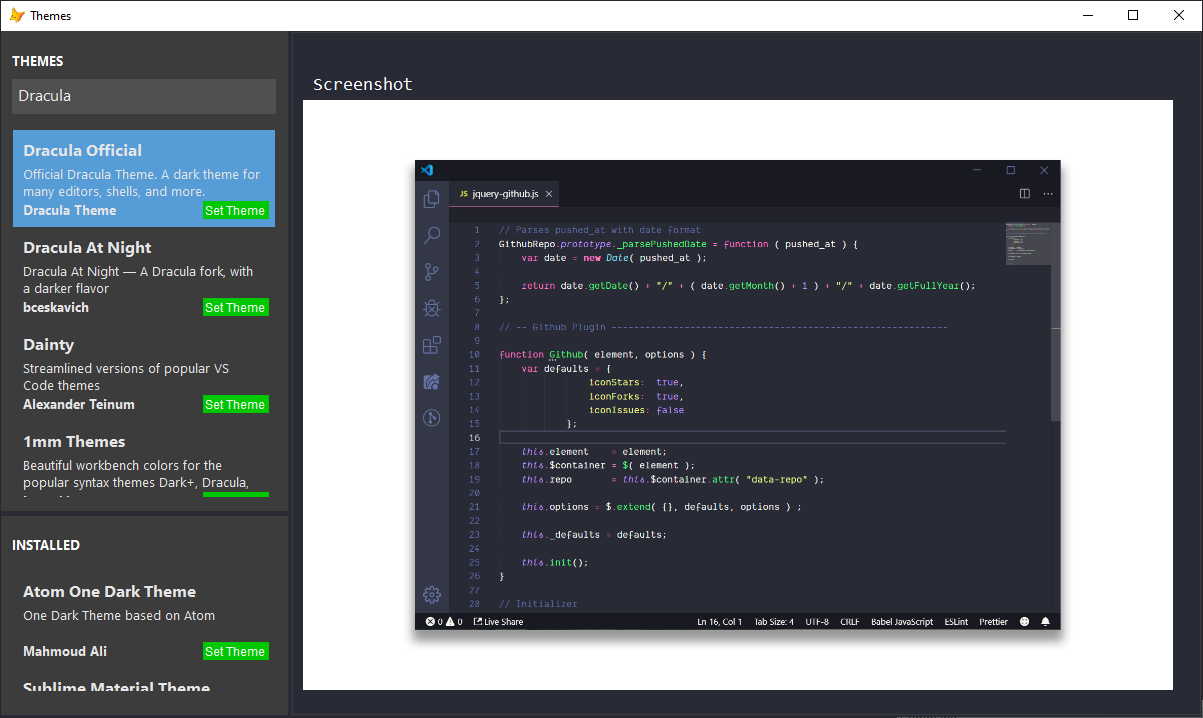 Themes
THEMES
Dracula
Dracula Official
Official Dracula Theme. A dark theme for
many editors, shells, and more.
Dracula Theme Set Theme
Dracula At Night
Dracula At Night — A Dracula fork, with
a darker flavor
bceskavich Set Theme
Dainty
Streamlined versions of popular VS
Code themes
Alexander Teinum Set Theme
1mm Themes
Beautiful workbench colors for the
popular syntax themes Dark+, Dracula,
INSTALLED
Atom One Dark Theme
One Dark Theme based on Atom
Mahmoud Ali Set Theme
Sublime Material Theme
Screenshot
JS jquery-github.js
1 // Parses pushed_at with date format
2 GithubRepo.prototype._parsePushedDate = function ( pushed_at ) {
3 var date = new Date( pushed_at );
4
5 return date.getDate() + "/" + ( date.getMonth() + 1 ) + "/" + date.getFullYear();
6 };
7
8 // -- Github Plugin ------------------------------------------------------------
9
10 function Github( element, options ) {
11 var defaults = {
12 iconStars: true,
13 iconForks: true,
14 iconIssues: false
15 };
16
17 this.element = element;
18 this.$container = $( element );
19 this.repo = this.$container.attr( "data-repo" );
20
21 this.options = $.extend( {}, defaults, options ) ;
22
23 this._defaults = defaults;
24
25 this.init();
26 }
27
28 // Initializer
0 0 Live Share Ln 16, Col 1 Tab Size: 4 UTF-8 CRLF Babel JavaScript ESLint Prettier